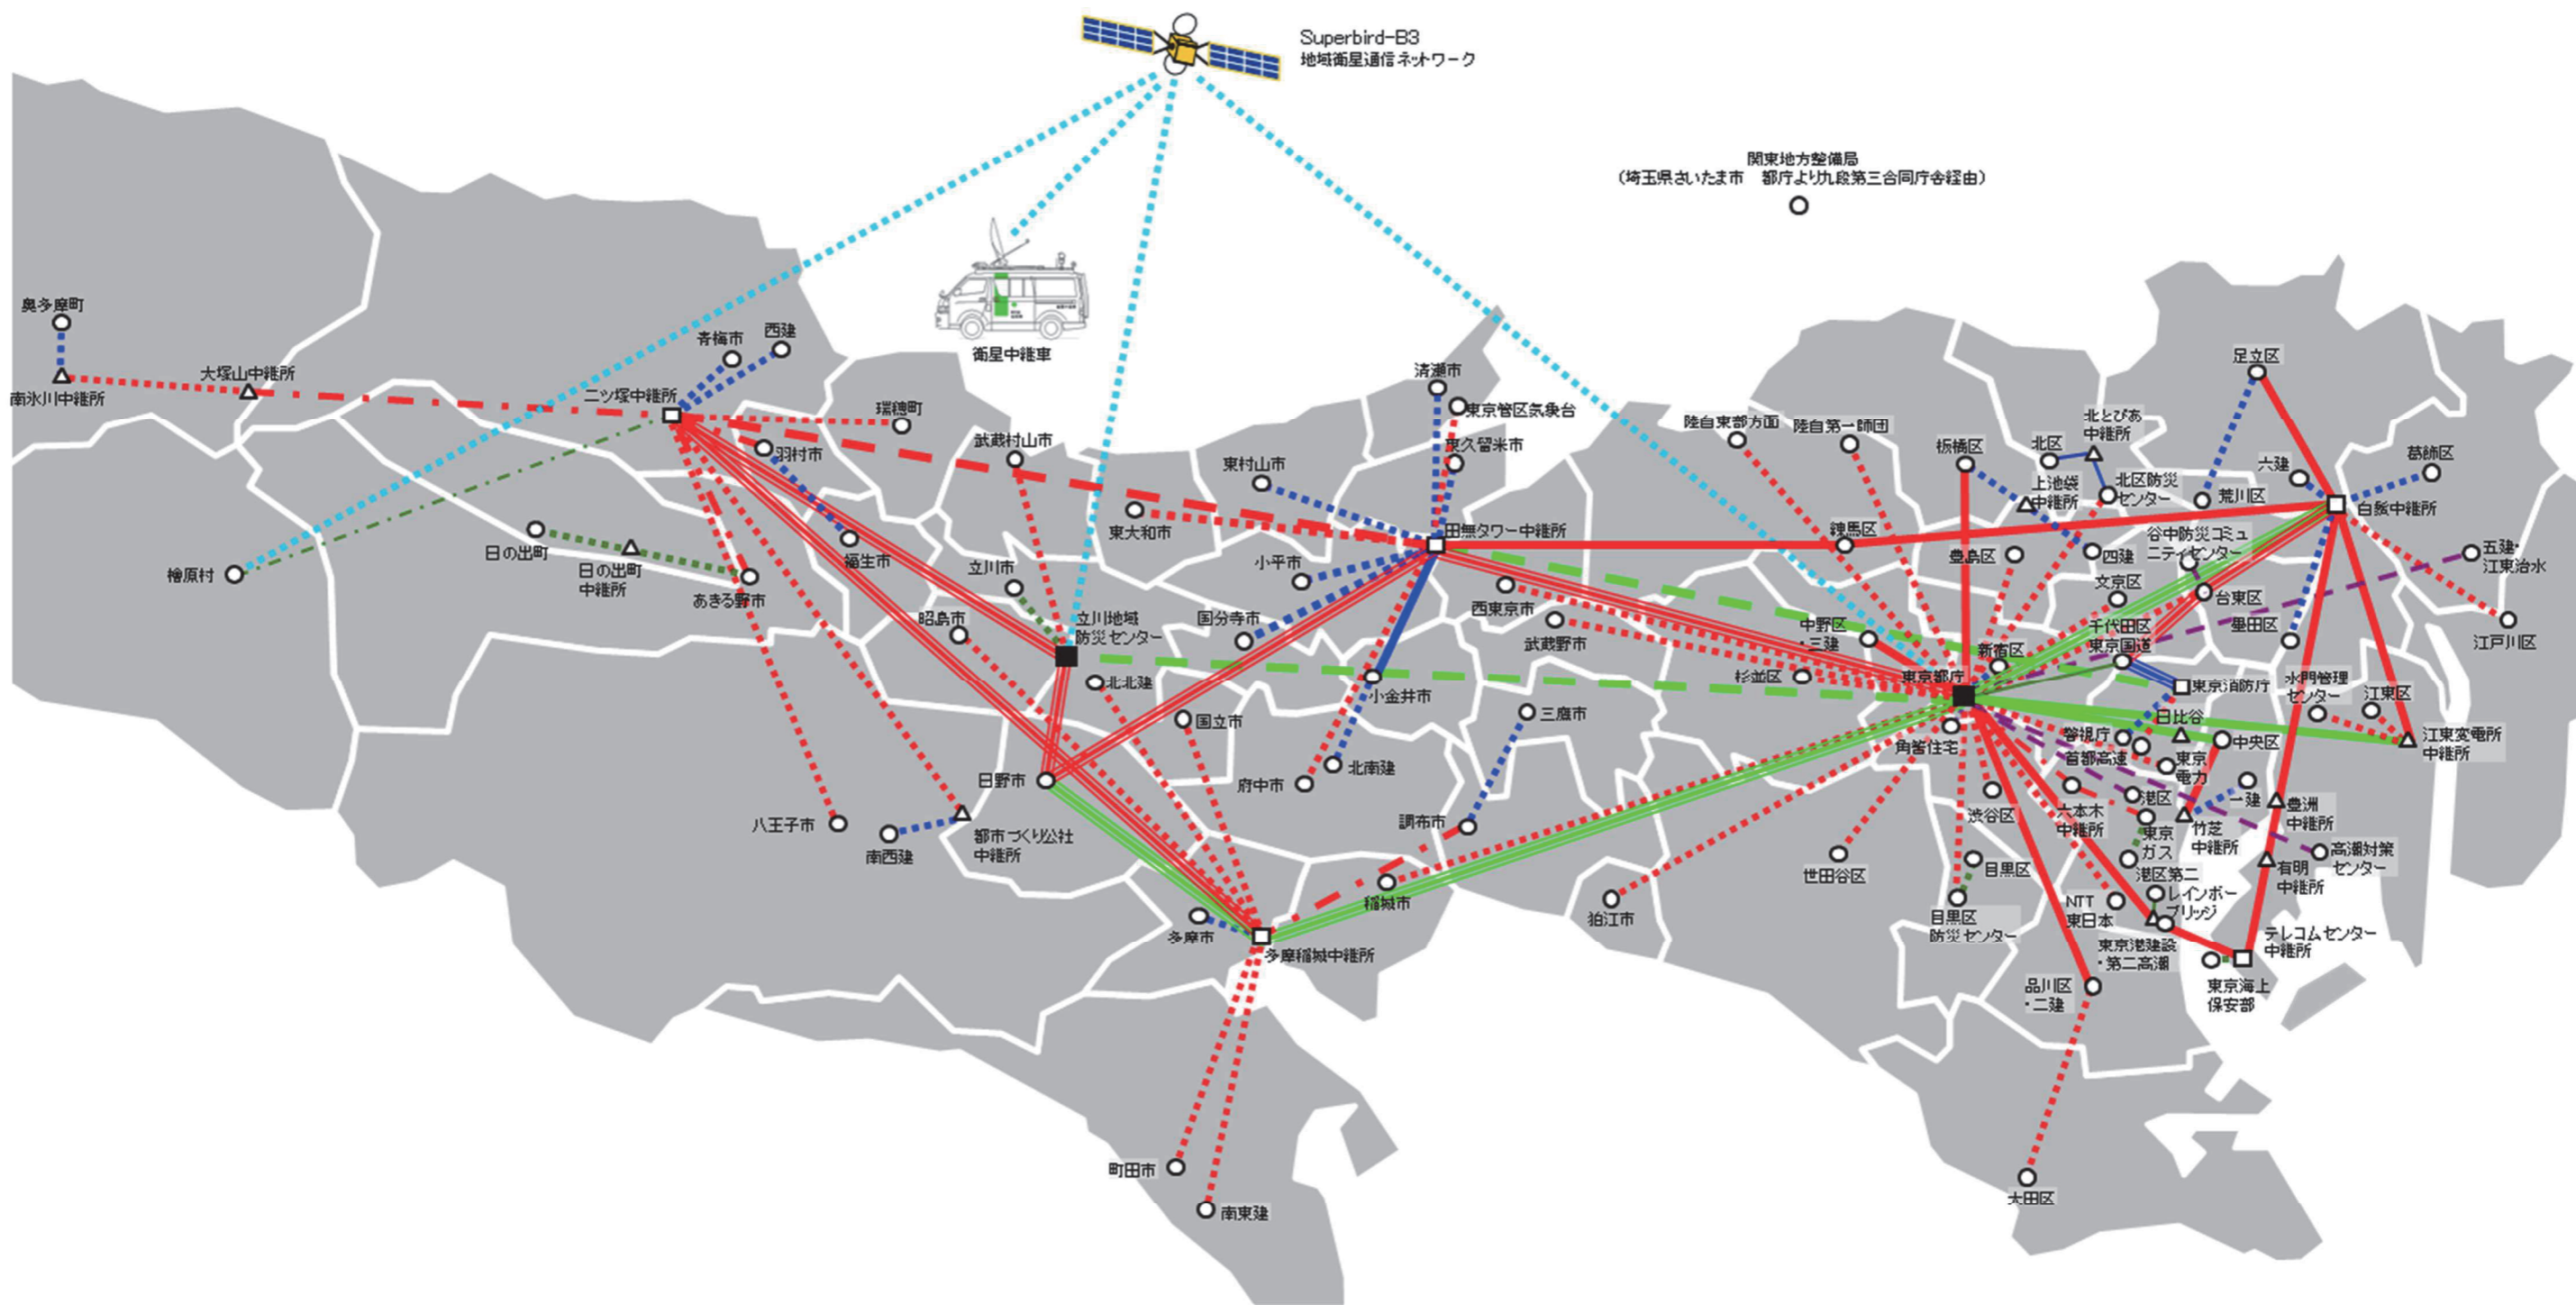 Superbird-B3
地域衛星通信ネットワーク
関東地方整備局
(埼玉県さいたま市 都庁より九段第三合同庁舎経由)
衛星中継車
奥多摩町
南氷川中継所
大塚山中継所
二ツ塚中継所
青梅市
西建
瑞穂町
羽村市
福生市
檜原村
日の出町
日の出町
中継所
あきる野市
武蔵村山市
東大和市
立川市
昭島市
立川地域
防災センター
北北建
国立市
日野市
八王子市
南西建
都市づくり公社
中継所
多摩市
多摩稲城中継所
稲城市
町田市
南東建
清瀬市
東京管区気象台
東久留米市
東村山市
田無タワー中継所
小平市
国分寺市
小金井市
北南建
府中市
三鷹市
調布市
西東京市
武蔵野市
狛江市
世田谷区
陸自東部方面
陸自第一師団
練馬区
中野区
・三建
杉並区
東京都庁
新宿区
角筈住宅
渋谷区
目黒区
目黒区
防災センター
板橋区
北区
北とぴあ
中継所
上池袋
中継所
北区防災
センター
豊島区
四建
文京区
谷中防災コミュ
ニティセンター
台東区
千代田区
東京国道
東京消防庁
日比谷
警視庁
首都高速
東京
電力
中央区
六本木
中継所
港区
東京
ガス
港区第二
一建
竹芝
中継所
NTT
東日本
レインボー
ブリッジ
東京港建設
・第二高潮
品川区
・二建
大田区
足立区
六建
荒川区
葛飾区
白鬚中継所
五建・
江東治水
江戸川区
墨田区
水門管理
センター
江東区
江東変電所
中継所
豊洲
中継所
有明
中継所
高潮対策
センター
テレコムセンター
中継所
東京海上
保安部